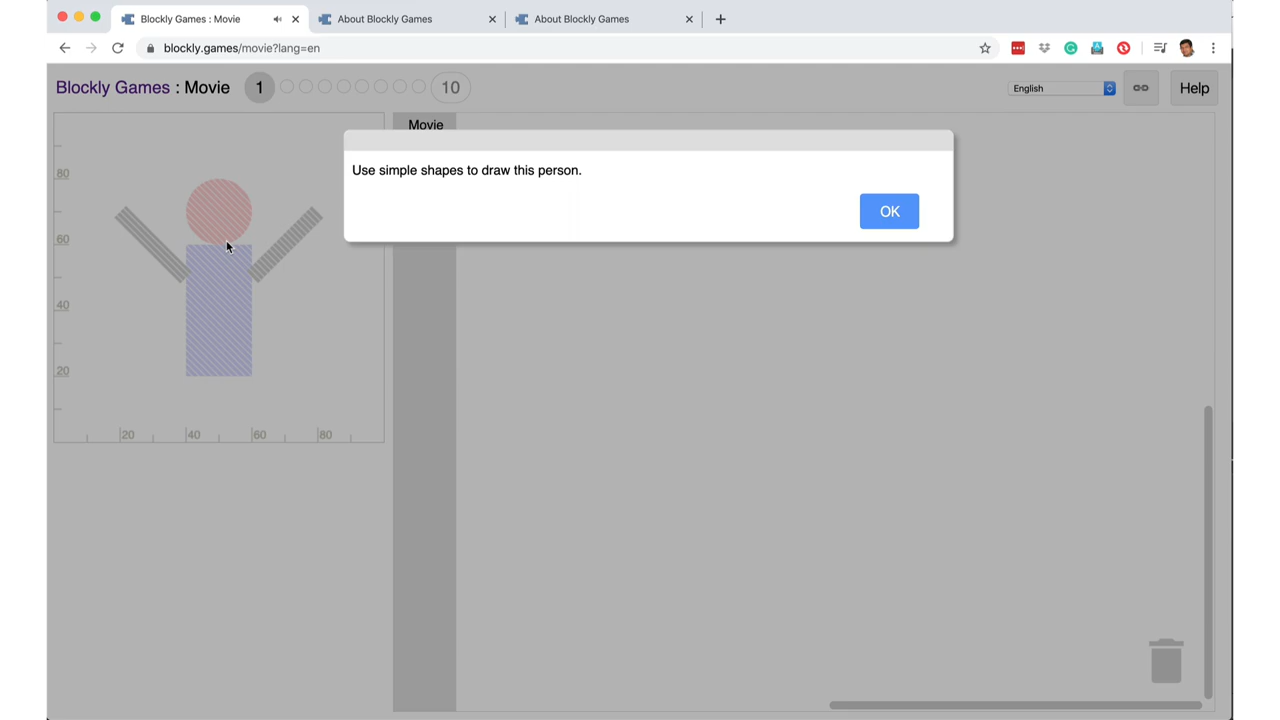 Blockly Games : Movie
About Blockly Games
About Blockly Games
blockly.games/movie?lang=en
Blockly Games : Movie 1 10
English
Help
Movie
Use simple shapes to draw this person.
OK
80
60
40
20
20 40 60 80